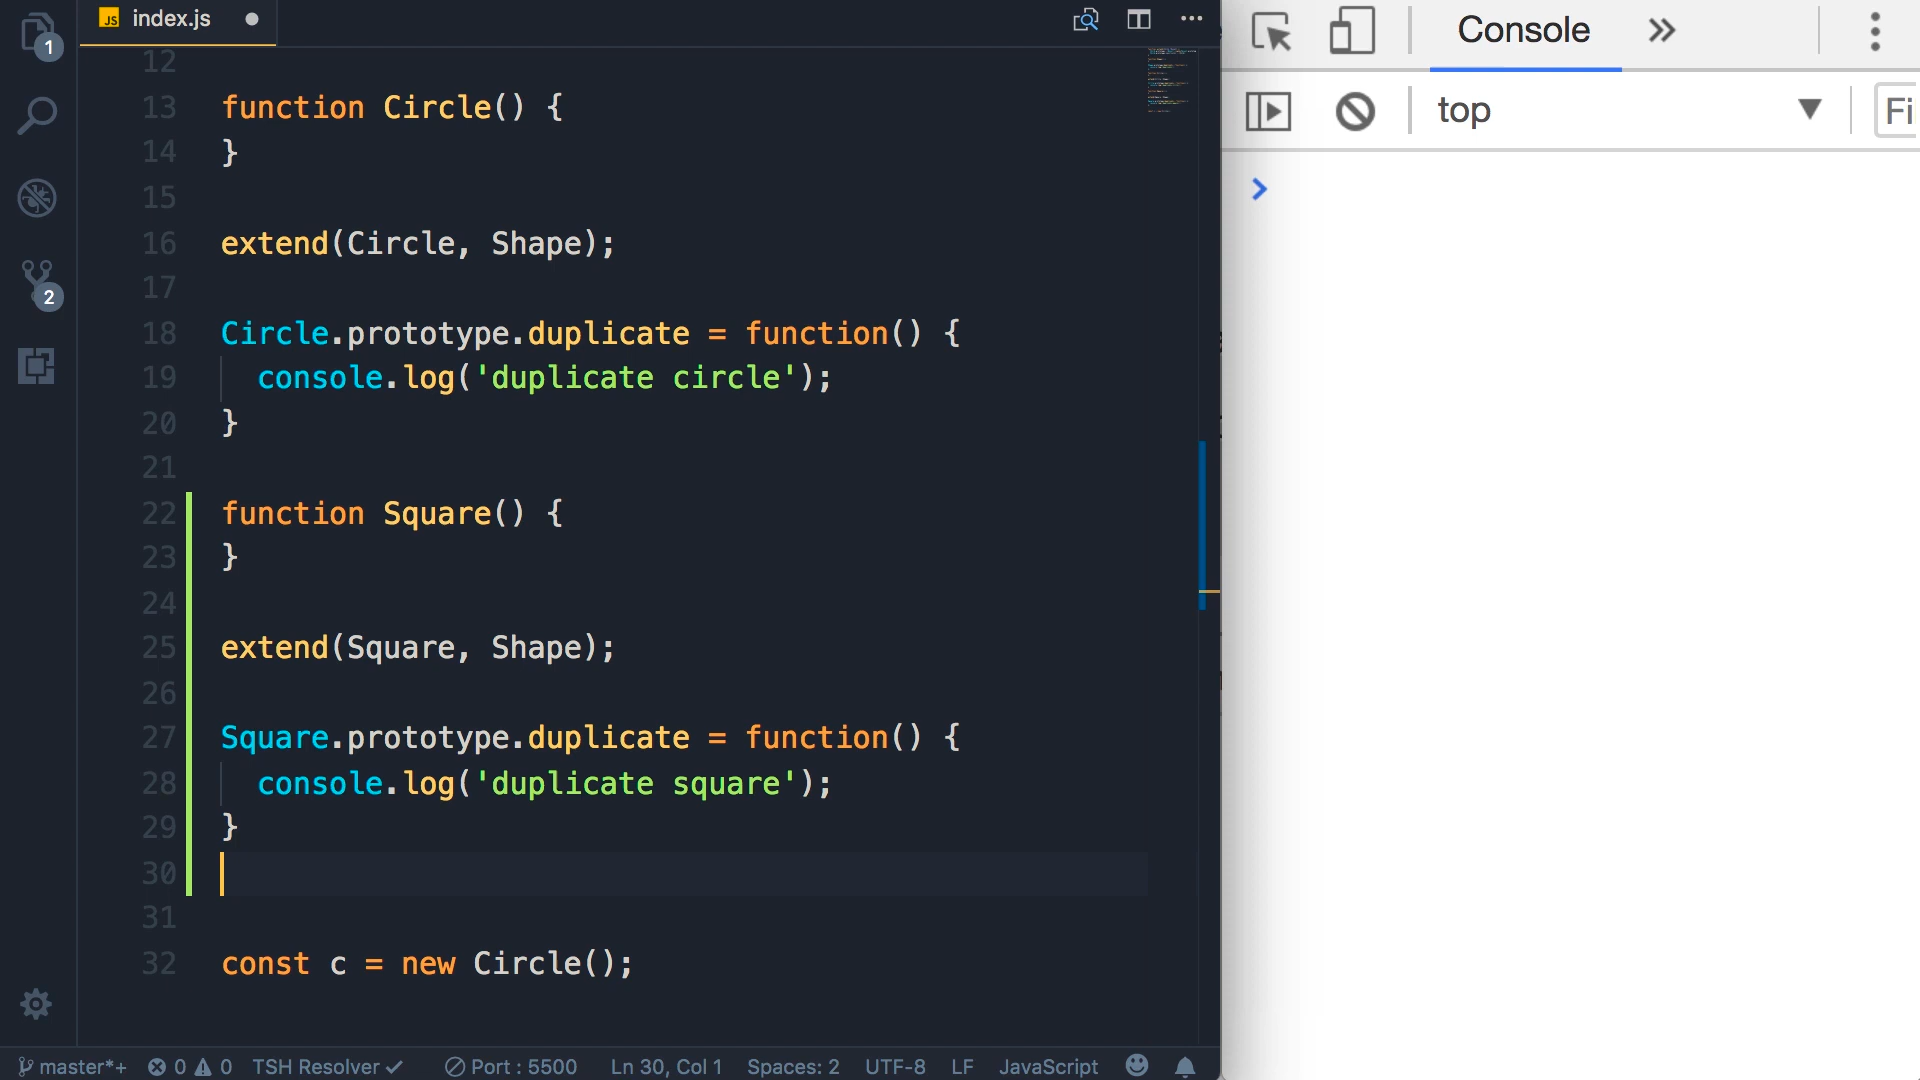 1
JS index.js
Console
top
Fi
12
13 function Circle() {
14 }
15
16 extend(Circle, Shape);
17
18 Circle.prototype.duplicate = function() {
19 console.log('duplicate circle');
20 }
21
22 function Square() {
23 }
24
25 extend(Square, Shape);
26
27 Square.prototype.duplicate = function() {
28 console.log('duplicate square');
29 }
30
31
32 const c = new Circle();
2
master*+ 0 0 TSH Resolver Port : 5500 Ln 30, Col 1 Spaces: 2 UTF-8 LF JavaScript